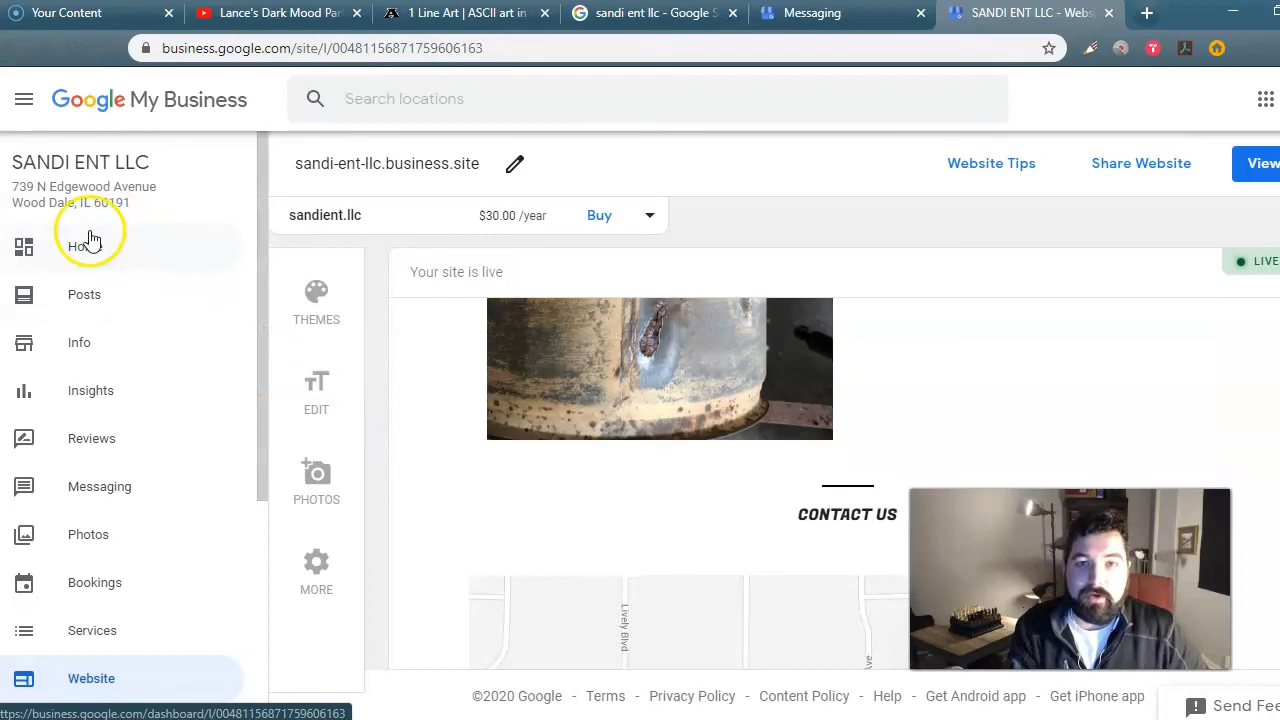 Your Content
Lance's Dark Mood Par
1 Line Art | ASCII art in
sandi ent llc - Google S
Messaging
SANDI ENT LLC - Websi
business.google.com/site/l/00481156871759606163
Google My Business
Search locations
SANDI ENT LLC
739 N Edgewood Avenue
Wood Dale, IL 60191
Home
Posts
Info
Insights
Reviews
Messaging
Photos
Bookings
Services
Website
sandi-ent-llc.business.site
Website Tips
Share Website
View
sandient.llc
$30.00 /year
Buy
THEMES
EDIT
PHOTOS
MORE
Your site is live
LIVE
CONTACT US
Lively Blvd
Ave
©2020 Google - Terms - Privacy Policy - Content Policy - Help - Get Android app - Get iPhone app
Send Fee
https://business.google.com/dashboard/l/00481156871759606163